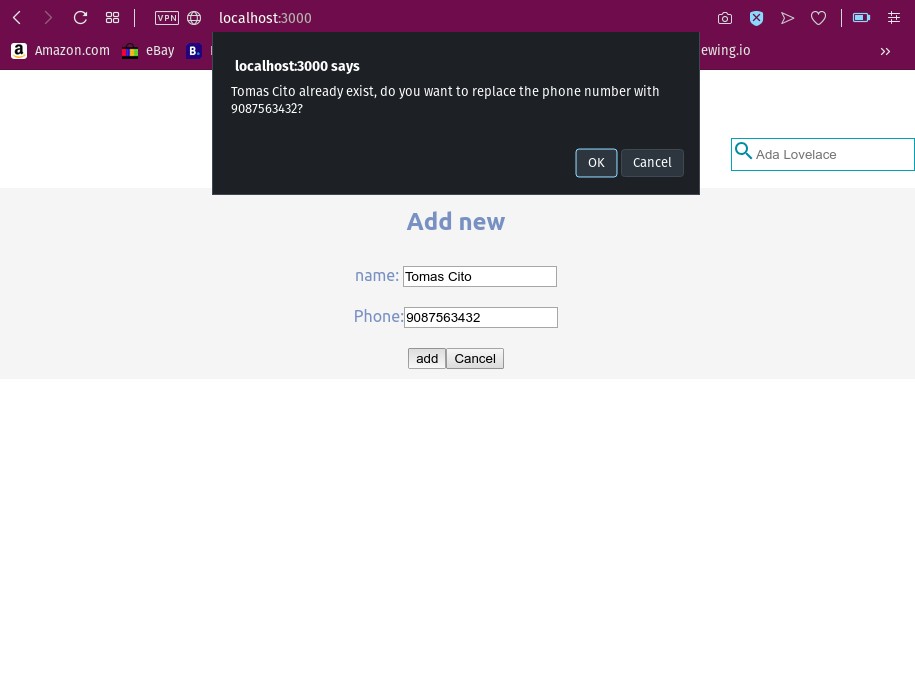 VPN localhost:3000
a Amazon.com eBay B. ewing.io »
localhost:3000 says
Tomas Cito already exist, do you want to replace the phone number with
9087563432?
OK Cancel
Ada Lovelace
Add new
name: Tomas Cito
Phone: 9087563432
add Cancel